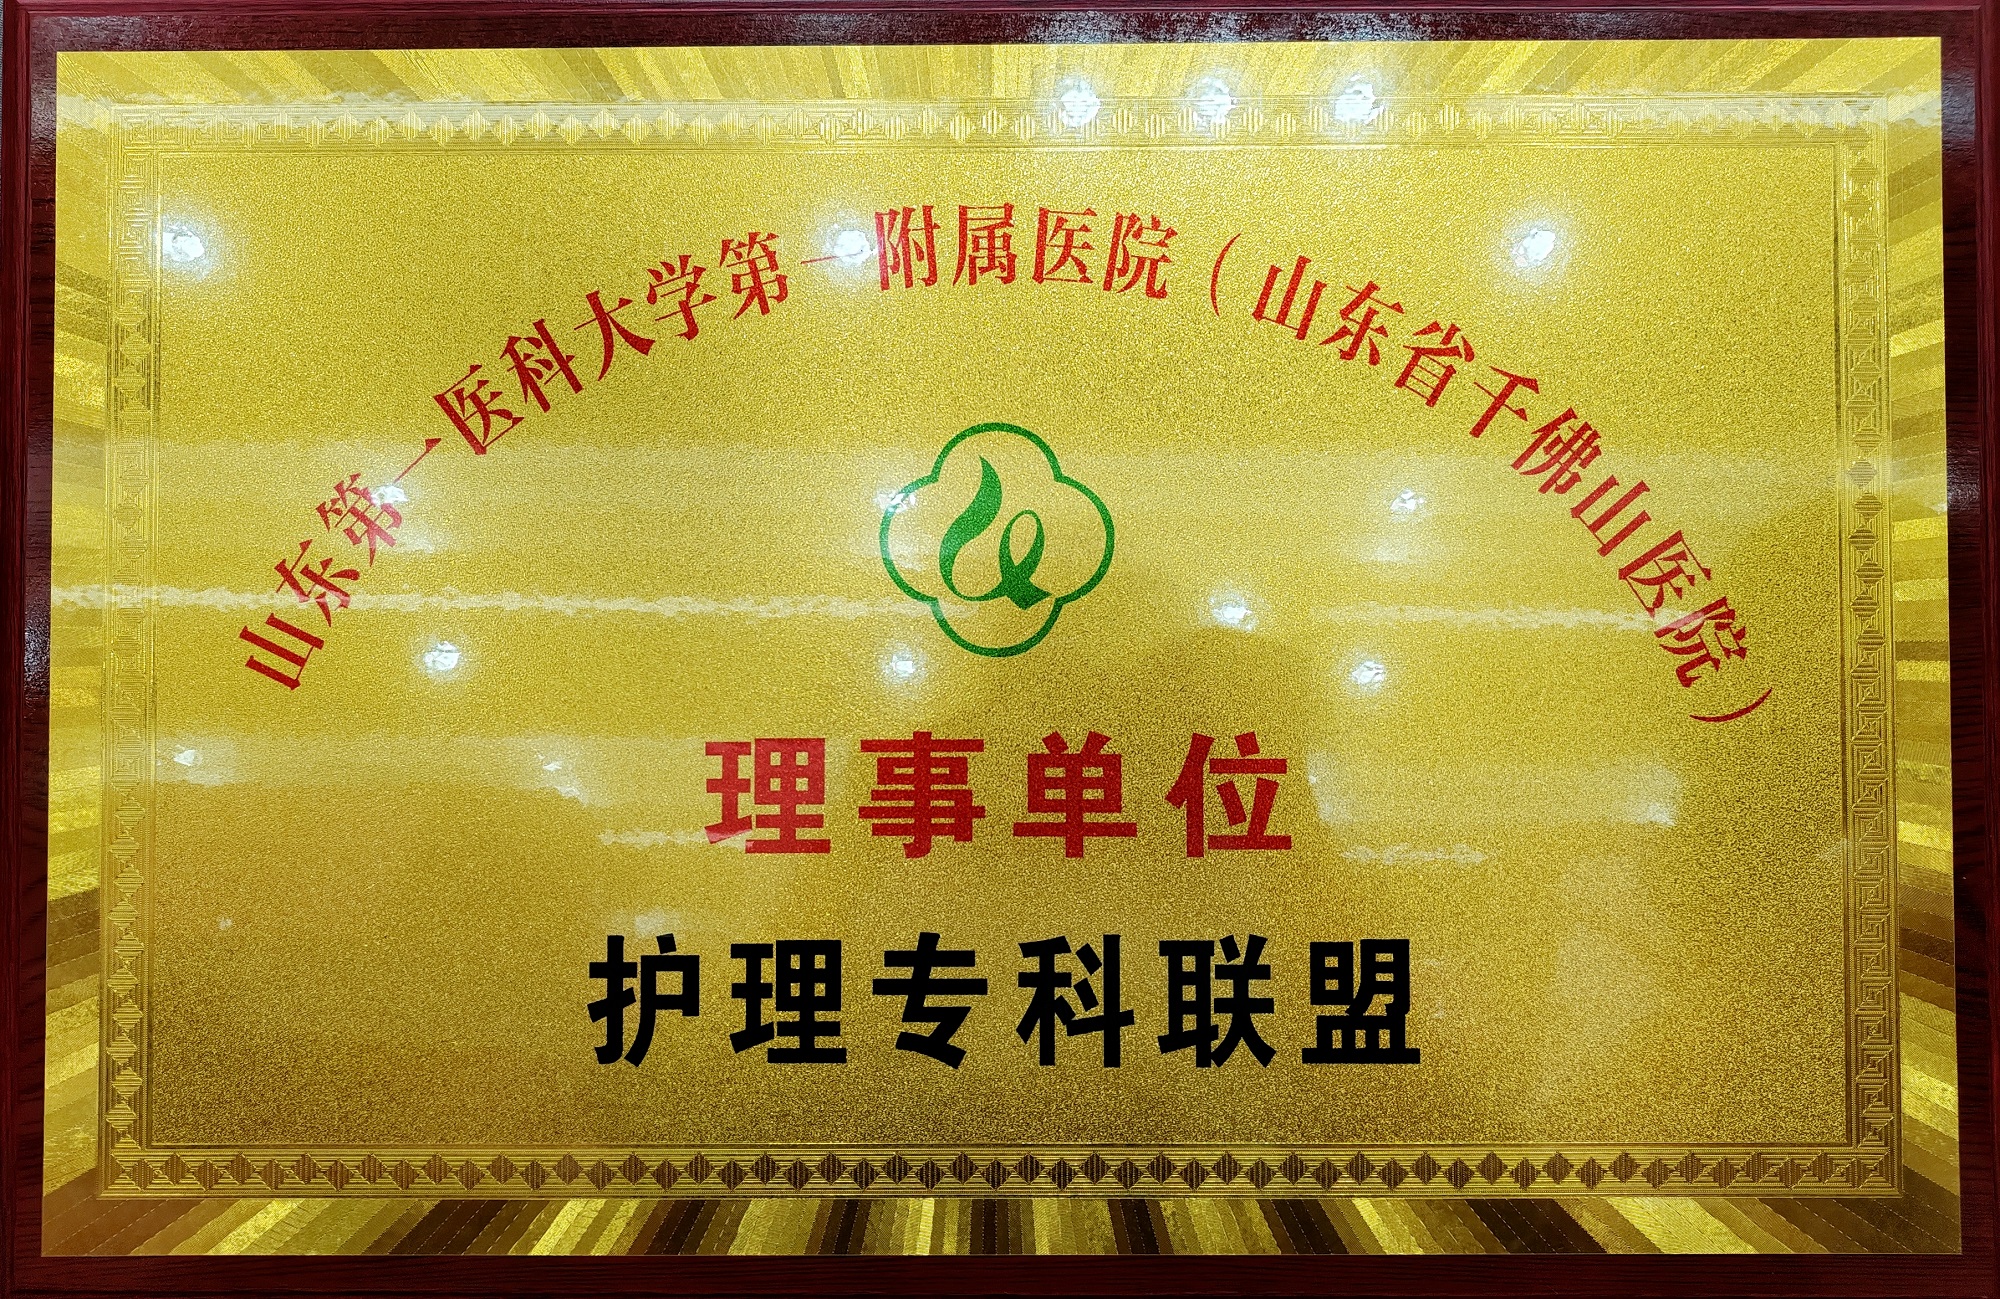 山东第一医科大学第一附属医院（山东省千佛山医院）
理事单位
护理专科联盟